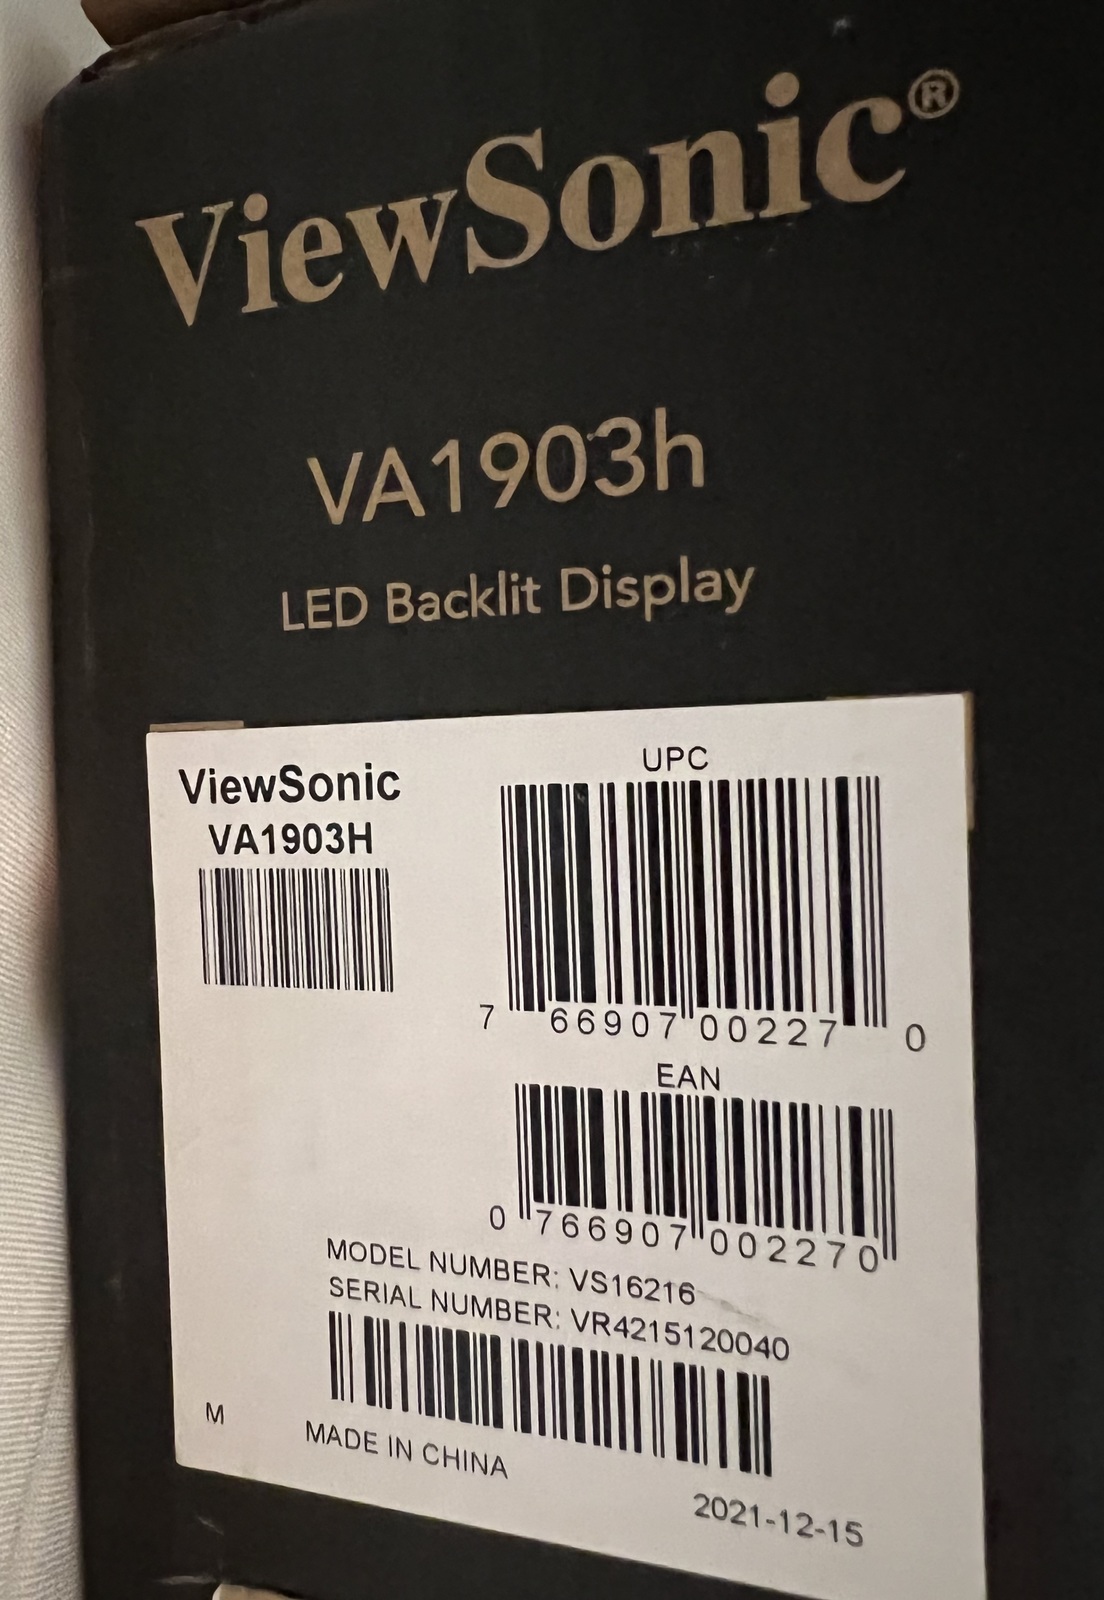 ViewSonic®
VA1903h
LED Backlit Display
ViewSonic
VA1903H
UPC
7 66907 00227 0
EAN
0 766907 002270
MODEL NUMBER: VS16216
SERIAL NUMBER: VR4215120040
M
MADE IN CHINA
2021-12-15